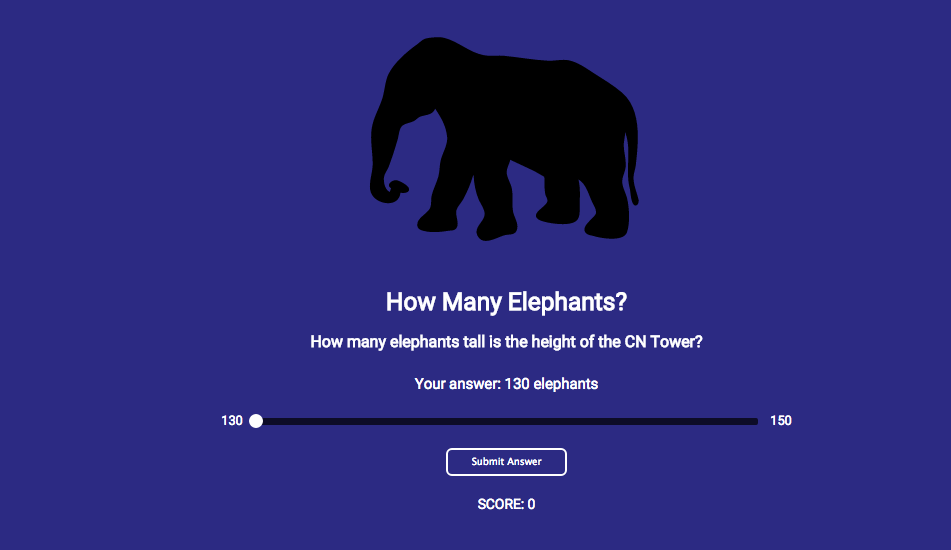 How Many Elephants?
How many elephants tall is the height of the CN Tower?
Your answer: 130 elephants
130 150
Submit Answer
SCORE: 0